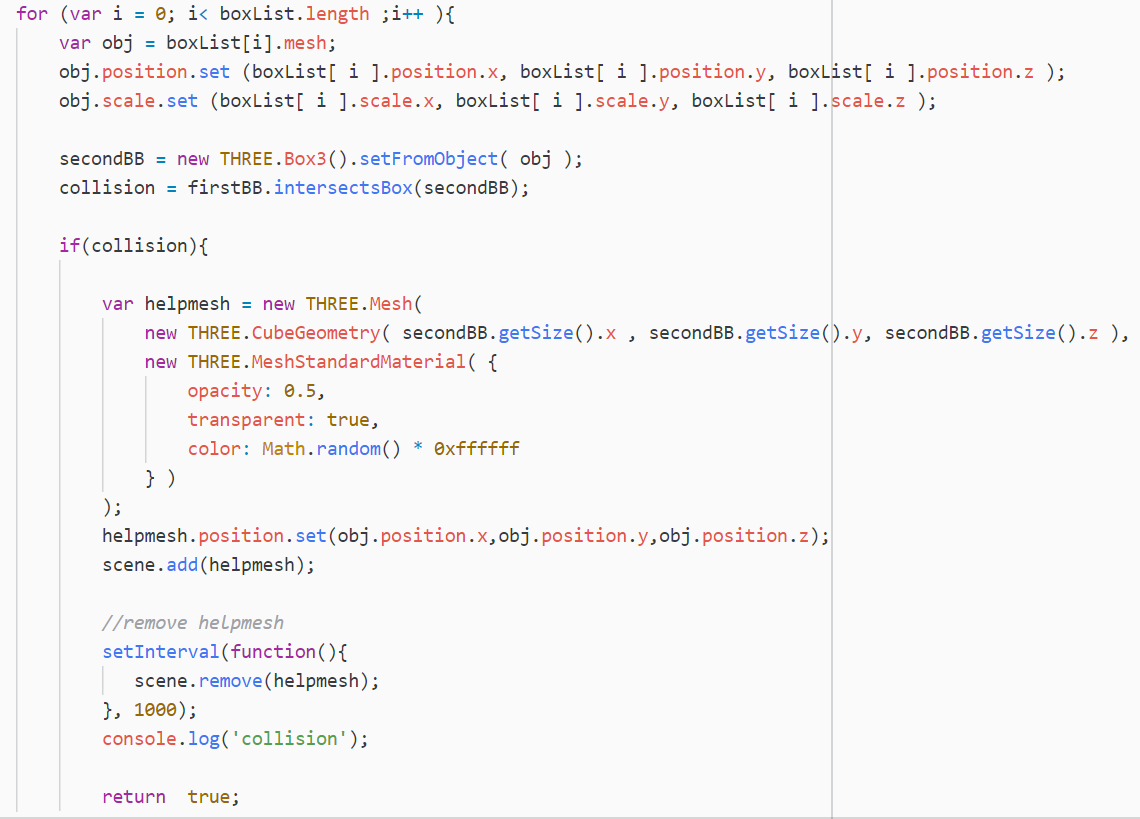 for (var i = 0; i< boxList.length ;i++ ){
var obj = boxList[i].mesh;
obj.position.set (boxList[ i ].position.x, boxList[ i ].position.y, boxList[ i ].position.z );
obj.scale.set (boxList[ i ].scale.x, boxList[ i ].scale.y, boxList[ i ].scale.z );
secondBB = new THREE.Box3().setFromObject( obj );
collision = firstBB.intersectsBox(secondBB);
if(collision){
var helpmesh = new THREE.Mesh(
new THREE.CubeGeometry( secondBB.getSize().x , secondBB.getSize().y, secondBB.getSize().z ),
new THREE.MeshStandardMaterial( {
opacity: 0.5,
transparent: true,
color: Math.random() * 0xffffff
} )
);
helpmesh.position.set(obj.position.x,obj.position.y,obj.position.z);
scene.add(helpmesh);
//remove helpmesh
setInterval(function(){
scene.remove(helpmesh);
}, 1000);
console.log('collision');
return  true;